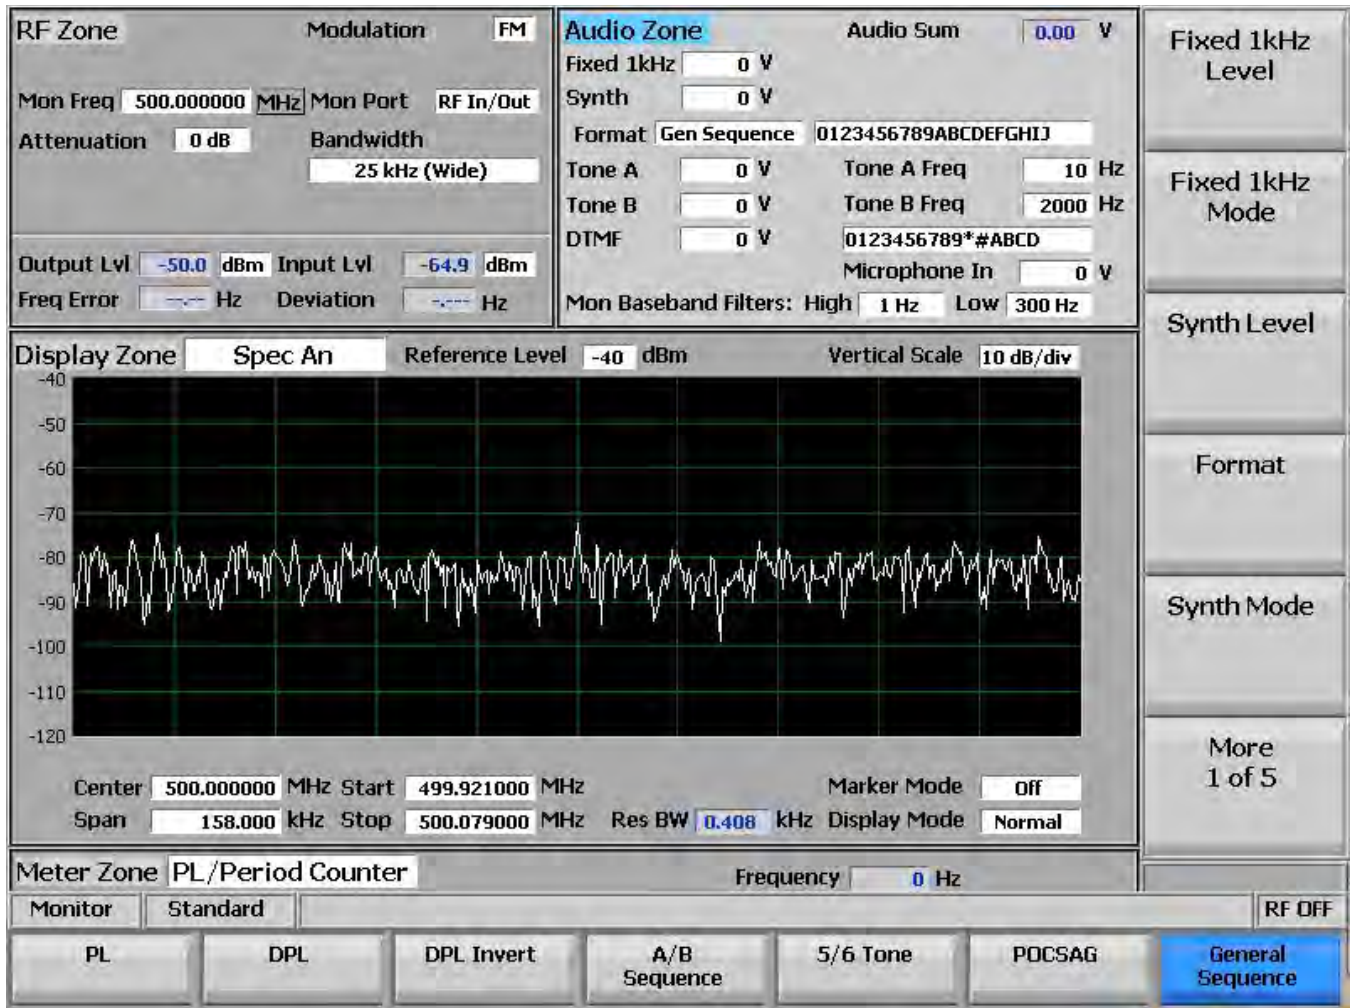 RF Zone Modulation FM
Mon Freq 500.000000 MHz Mon Port RF In/Out
Attenuation 0 dB Bandwidth
25 kHz (Wide)
Output Lvl -50.0 dBm Input Lvl -64.9 dBm
Freq Error --.-- Hz Deviation -.--- Hz
Audio Zone Audio Sum 0.00 V
Fixed 1kHz 0 V
Synth 0 V
Format Gen Sequence 0123456789ABCDEFGHIJ
Tone A 0 V Tone A Freq 10 Hz
Tone B 0 V Tone B Freq 2000 Hz
DTMF 0 V 0123456789*#ABCD
Microphone In 0 V
Mon Baseband Filters: High 1 Hz Low 300 Hz
Display Zone Spec An Reference Level -40 dBm Vertical Scale 10 dB/div
-40
-50
-60
-70
-80
-90
-100
-110
-120
Center 500.000000 MHz Start 499.921000 MHz Marker Mode Off
Span 158.000 kHz Stop 500.079000 MHz Res BW 0.408 kHz Display Mode Normal
Meter Zone PL/Period Counter Frequency 0 Hz
Monitor Standard RF OFF
Fixed 1kHz
Level
Fixed 1kHz
Mode
Synth Level
Format
Synth Mode
More
1 of 5
PL
DPL
DPL Invert
A/B
Sequence
5/6 Tone
POCSAG
General
Sequence